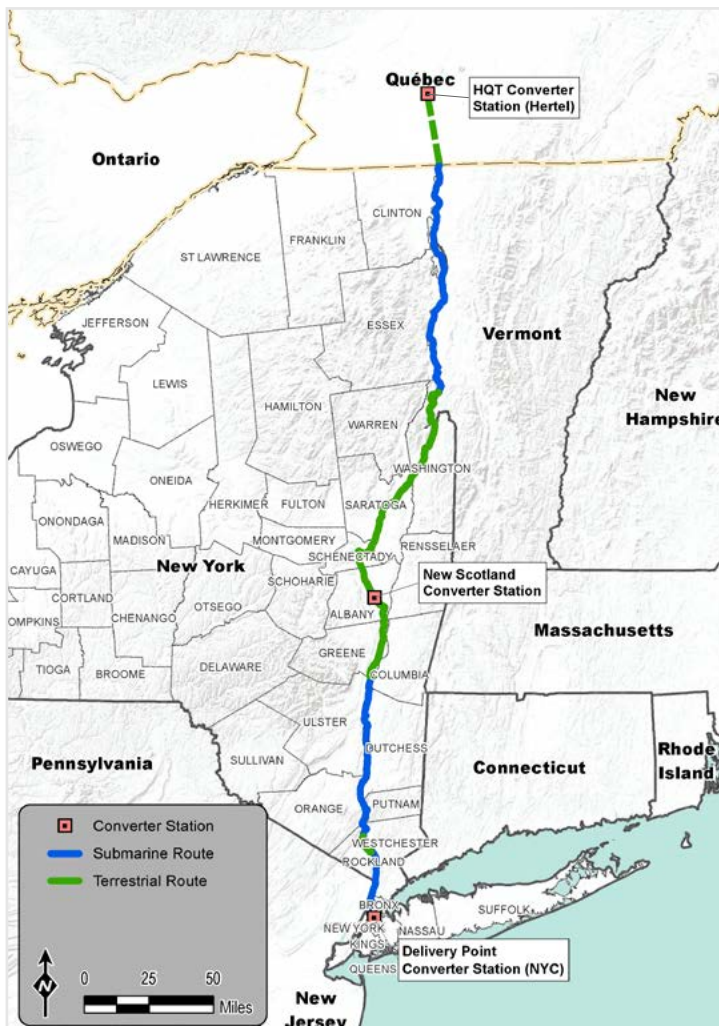 Québec
HQT Converter
Station (Hertel)
Ontario
CLINTON
FRANKLIN
ST LAWRENCE
JEFFERSON
ESSEX
Vermont
LEWIS
HAMILTON
New
Hampshire
WARREN
OSWEGO
WASHINGTON
ONEIDA
HERKIMER
FULTON
SARATOGA
ONONDAGA
MADISON
MONTGOMERY
SCHENECTADY
RENSSELAER
CAYUGA
New York
SCHOHARIE
New Scotland
Converter Station
CORTLAND
OTSEGO
ALBANY
OMPKINS
CHENANGO
Massachusetts
GREENE
TIOGA
BROOME
DELAWARE
COLUMBIA
ULSTER
Pennsylvania
SULLIVAN
DUTCHESS
Connecticut
Rhode
Island
ORANGE
PUTNAM
WESTCHESTER
ROCKLAND
Converter Station
Submarine Route
Terrestrial Route
BRONX
SUFFOLK
NEW YORK
NASSAU
KINGS
QUEENS
Delivery Point
Converter Station (NYC)
N
0 25 50
Miles
New
Jersey